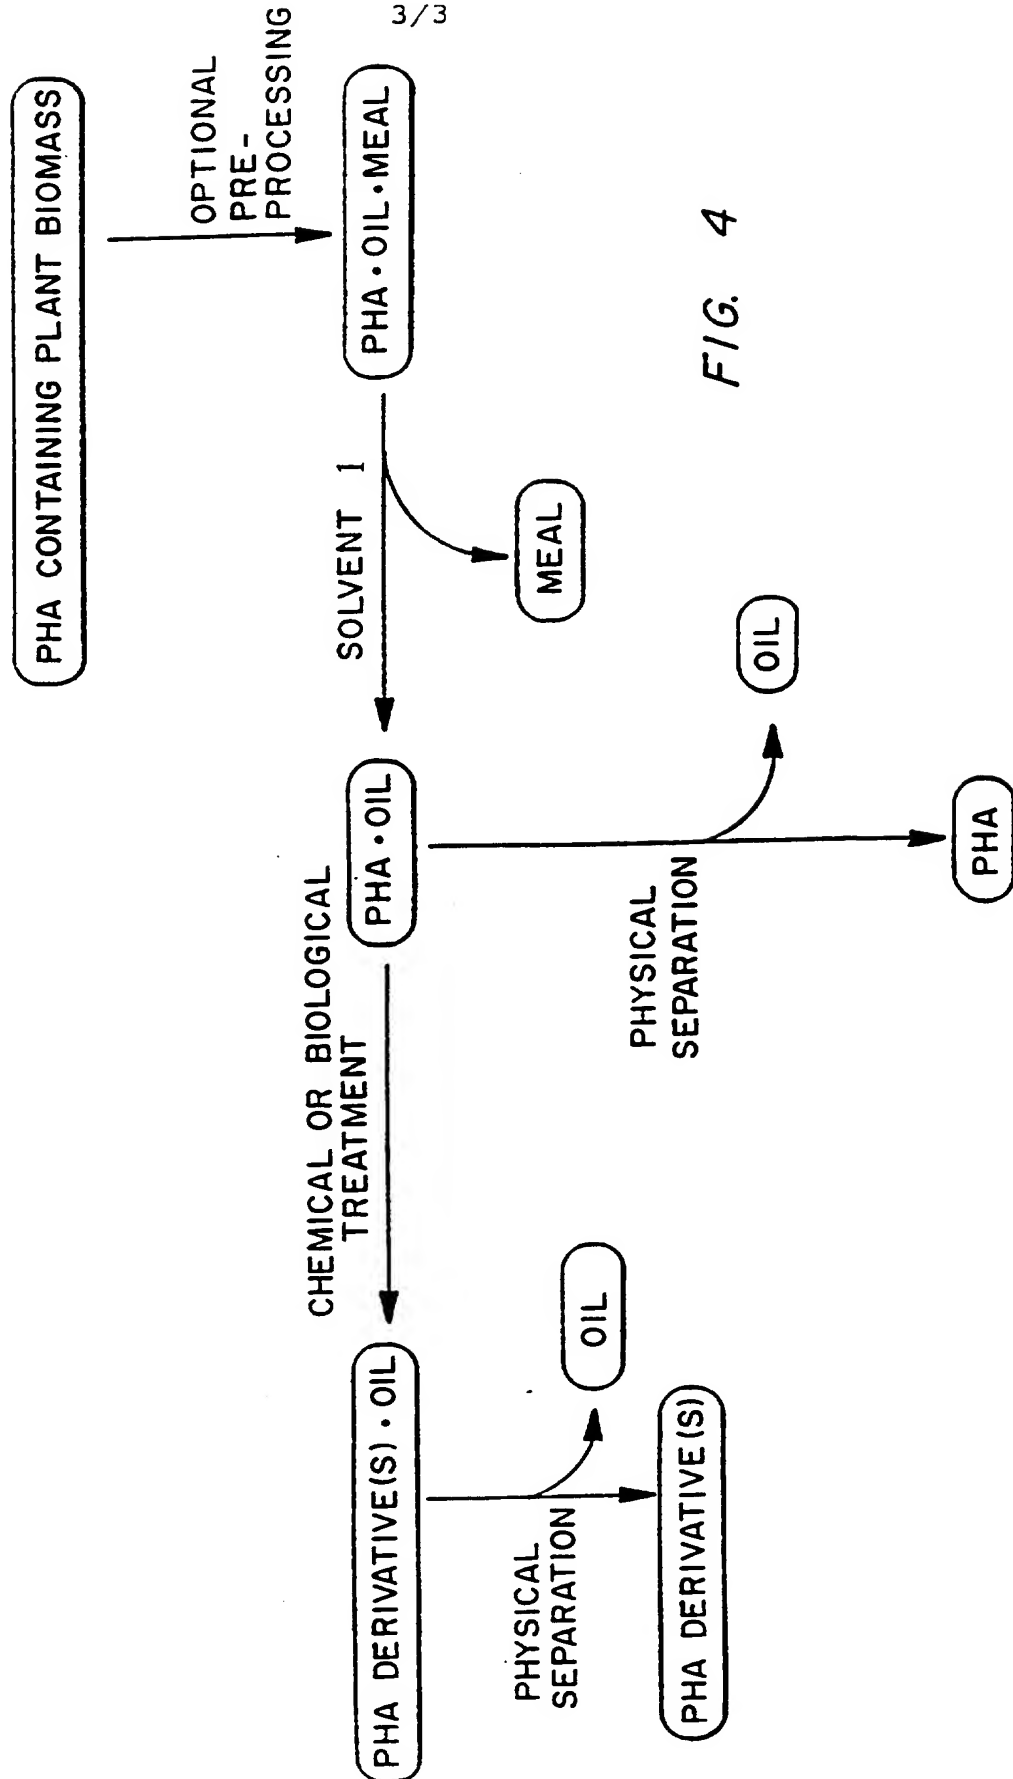 3/3
PHA CONTAINING PLANT BIOMASS
OPTIONAL
PRE-
PROCESSING
PHA·OIL·MEAL
SOLVENT 1
MEAL
PHA·OIL
CHEMICAL OR BIOLOGICAL
TREATMENT
PHYSICAL
SEPARATION
OIL
PHA
PHA DERIVATIVE(S)·OIL
PHYSICAL
SEPARATION
OIL
PHA DERIVATIVE(S)
FIG. 4